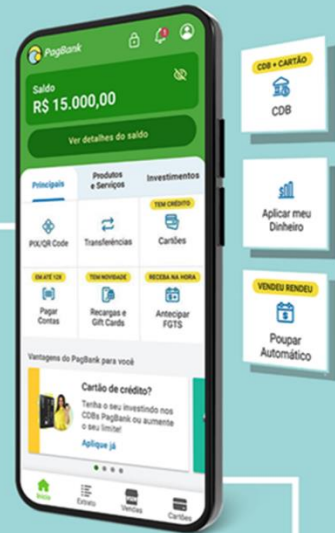 PagBank
Saldo
R$ 15.000,00
Ver detalhes do saldo
Principais
Produtos
e Serviços
Investimentos
TEM CRÉDITO
PIX/QR Code
Transferências
Cartões
EM ATÉ 12X
TEM NOVIDADE
RECEBA NA HORA
Pagar
Contas
Recargas e
Gift Cards
Antecipar
FGTS
Vantagens do PagBank para você
Cartão de crédito?
Tenha o seu investindo nos
CDBs PagBank ou aumente
o seu limite!
Aplique já
Início
Extrato
Vendas
Cartões
CDB + CARTÃO
CDB
Aplicar meu
Dinheiro
VENDEU RENDEU
Poupar
Automático